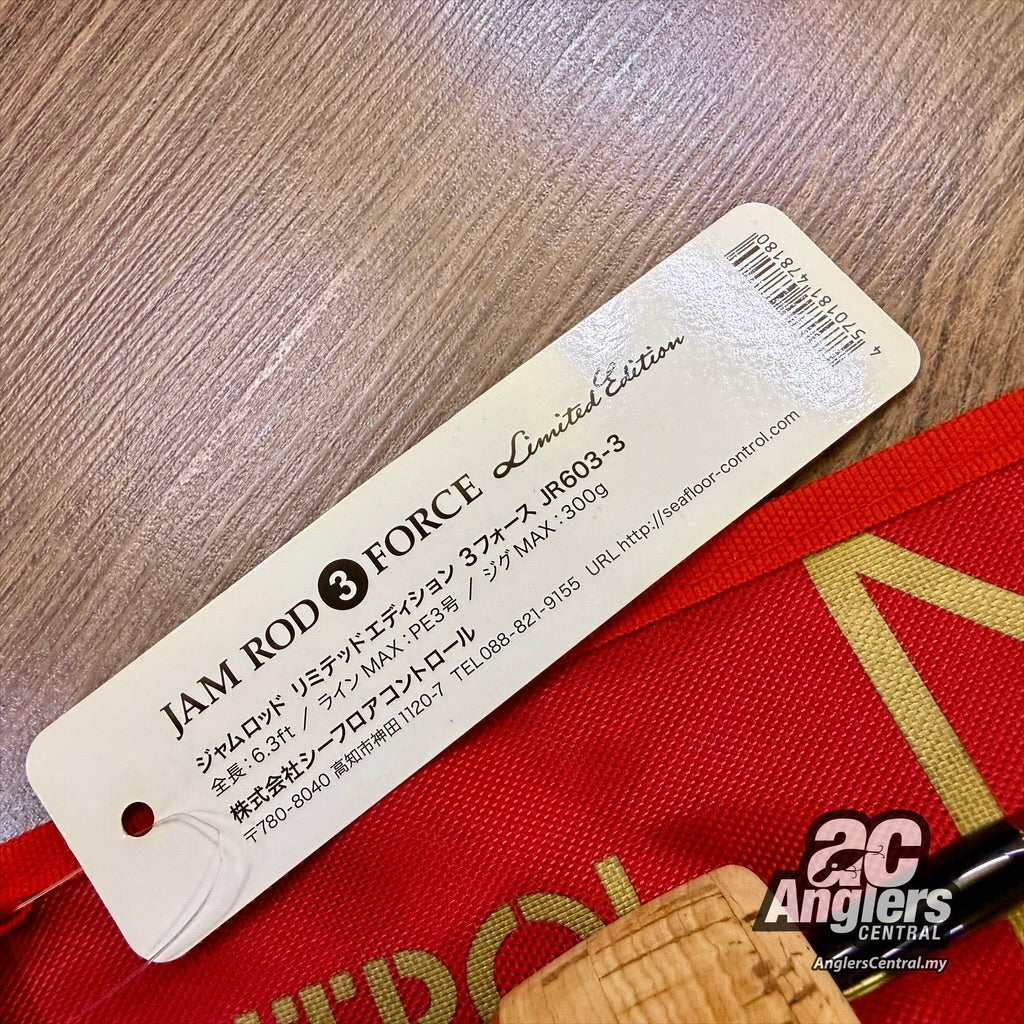 JAM ROD 3 FORCE Limited Edition
ジャムロッド リミテッドエディション 3フォース JR603-3
全長:6.3ft / ラインMAX:PE3号 / ジグMAX:300g
株式会社シーフロアコントロール
〒780-8040 高知市神田1120-7 TEL088-821-9155 URL http://seafloor-control.com
4 570181 478180
ac
Anglers
CENTRAL
AnglersCentral.my